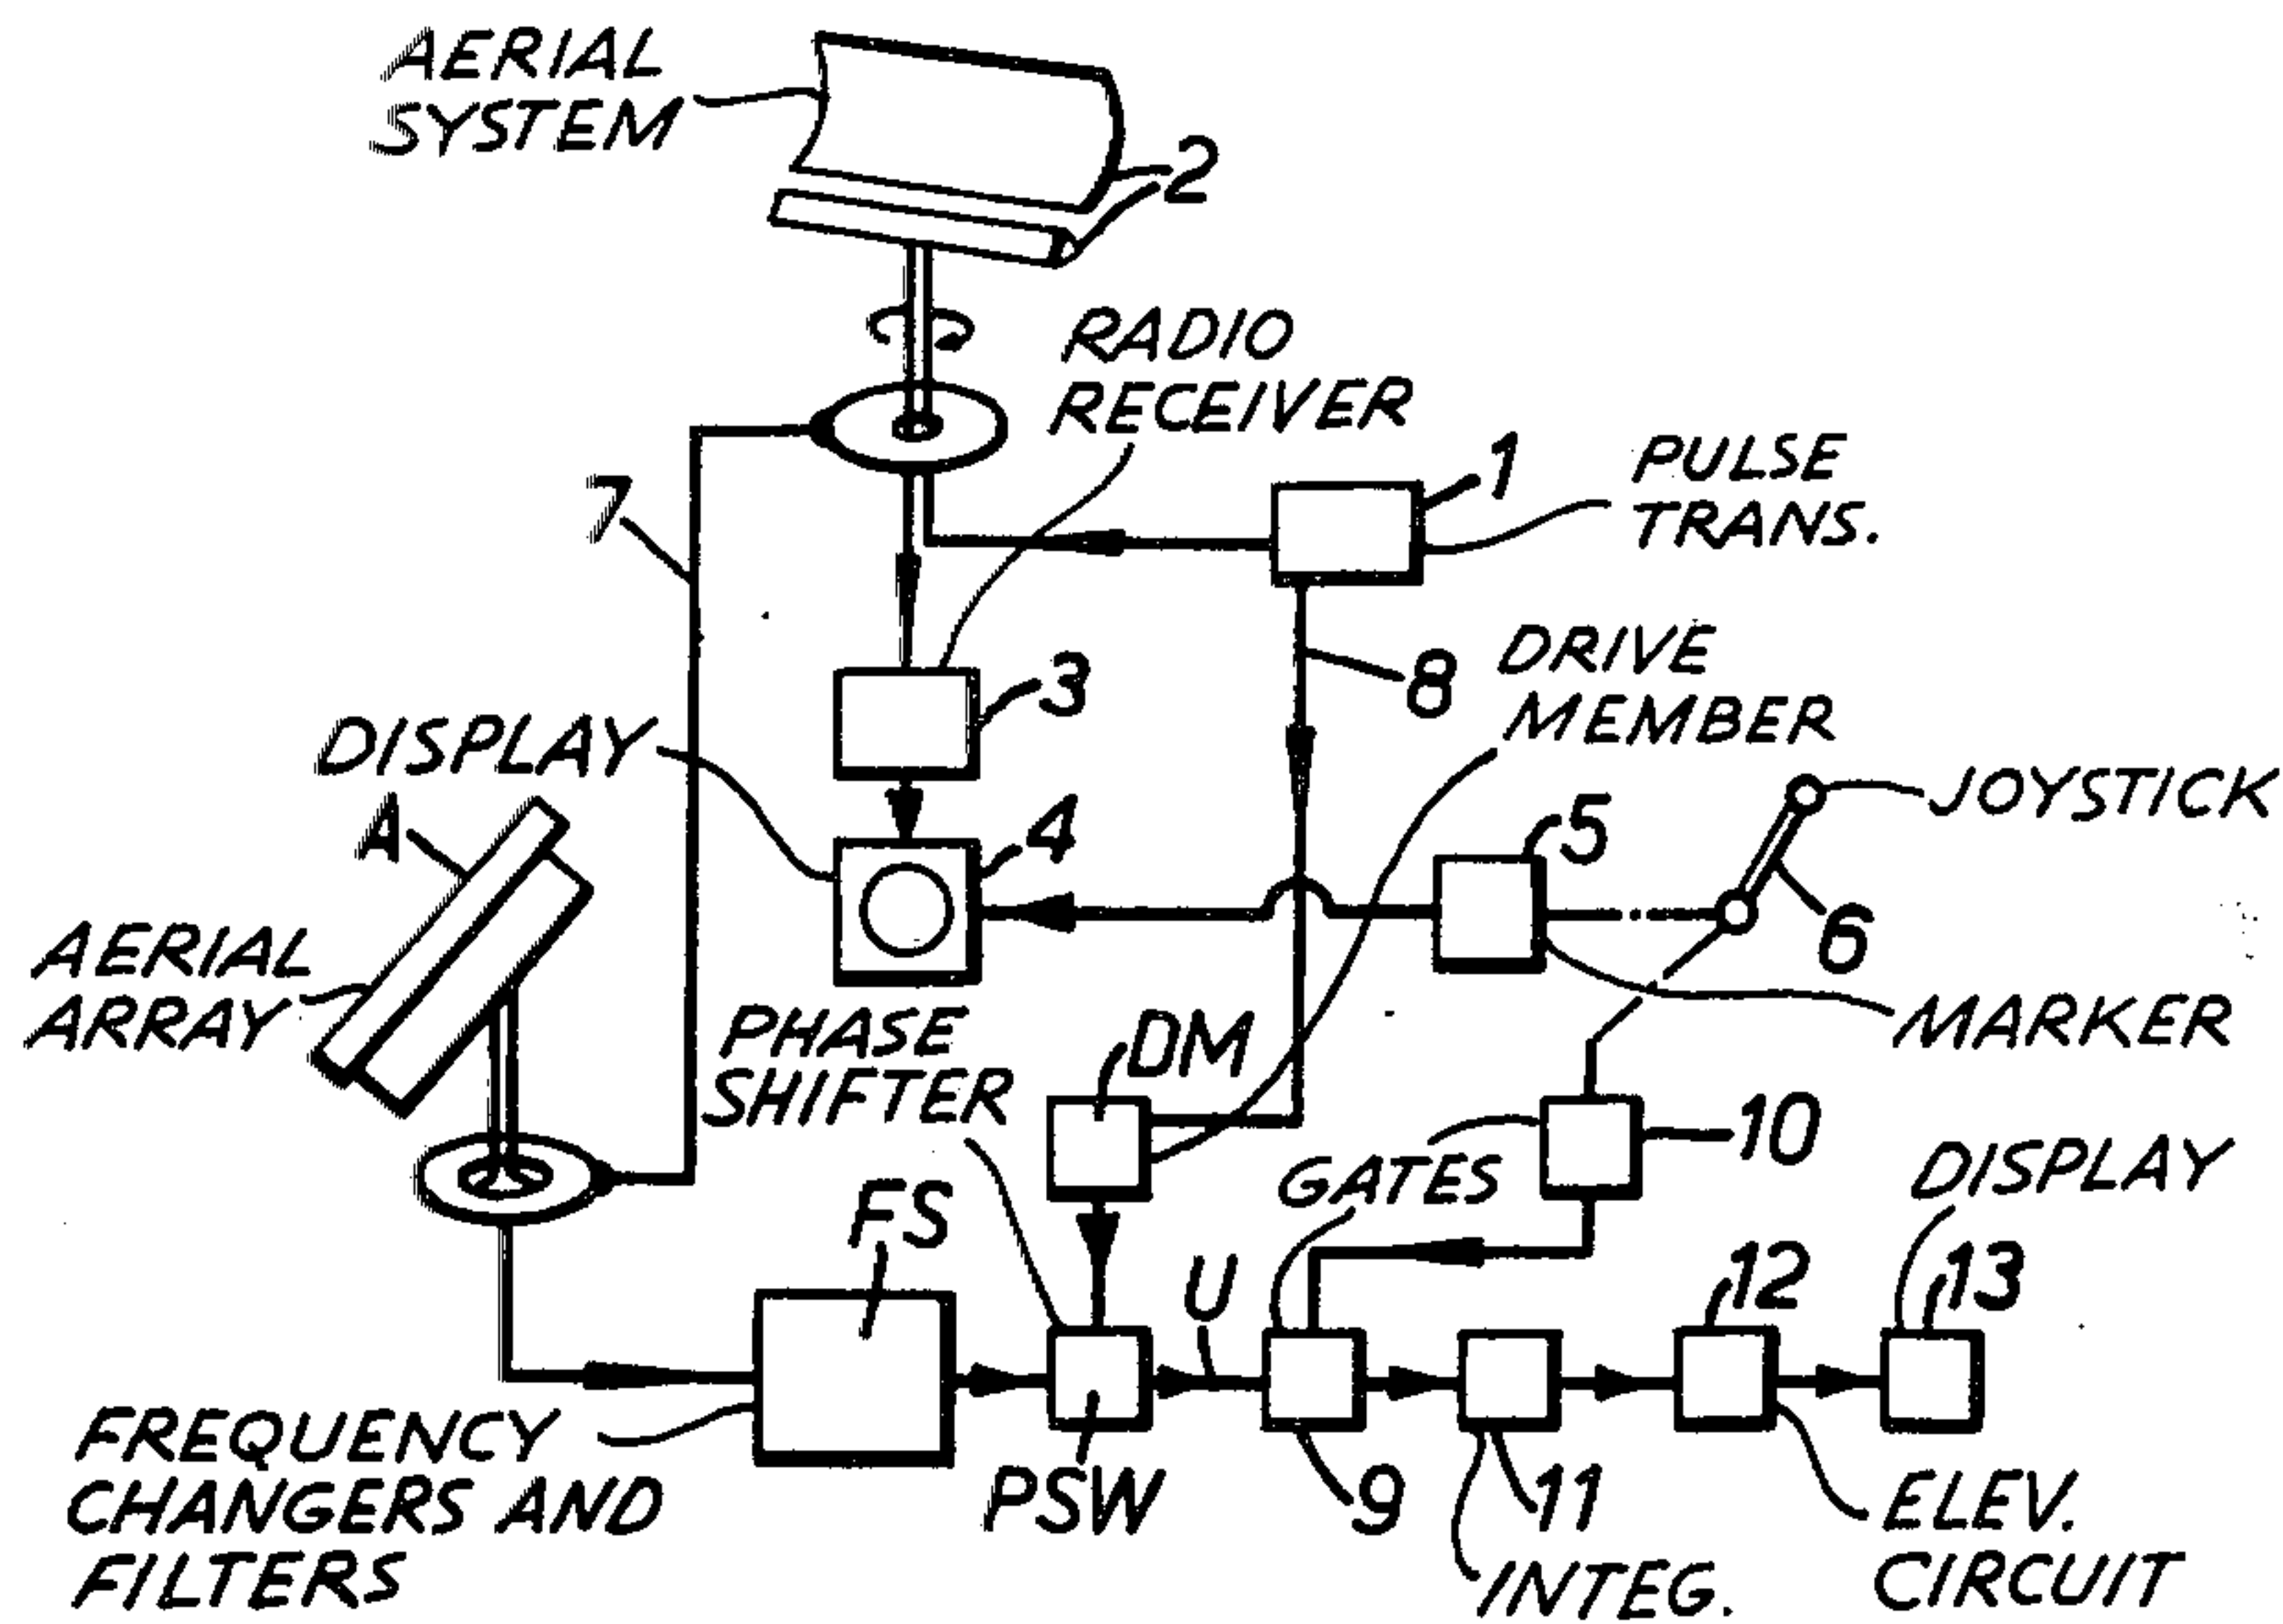 AERIAL
SYSTEM
2
RADIO
RECEIVER
1
PULSE
TRANS.
7
3
8
DRIVE
MEMBER
DISPLAY
A
4
5
JOYSTICK
6
AERIAL
ARRAY
MARKER
PHASE
SHIFTER
DM
10
GATES
DISPLAY
FS
U
12
13
FREQUENCY
CHANGERS AND
FILTERS
PSW
9
11
INTEG.
ELEV.
CIRCUIT